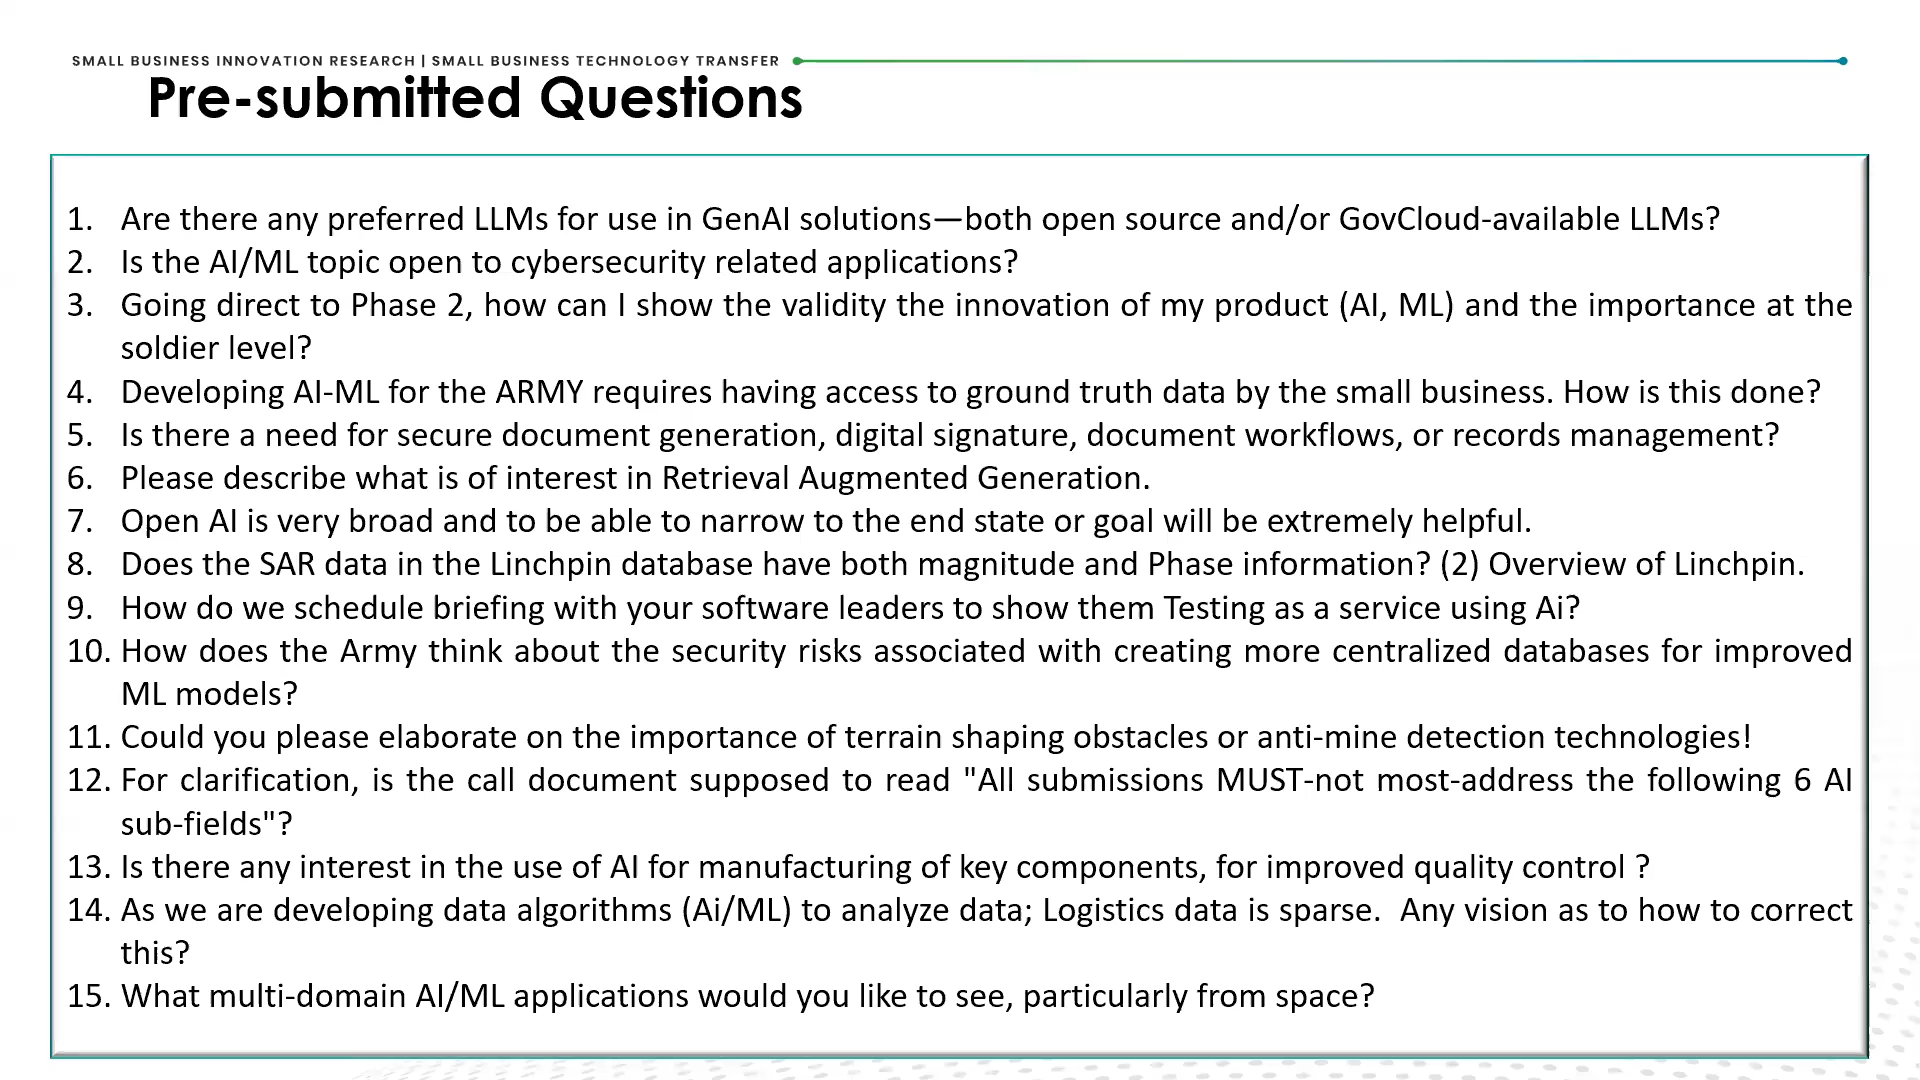 SMALL BUSINESS INNOVATION RESEARCH | SMALL BUSINESS TECHNOLOGY TRANSFER
Pre-submitted Questions
1. Are there any preferred LLMs for use in GenAI solutions—both open source and/or GovCloud-available LLMs?
2. Is the AI/ML topic open to cybersecurity related applications?
3. Going direct to Phase 2, how can I show the validity the innovation of my product (AI, ML) and the importance at the
soldier level?
4. Developing AI-ML for the ARMY requires having access to ground truth data by the small business. How is this done?
5. Is there a need for secure document generation, digital signature, document workflows, or records management?
6. Please describe what is of interest in Retrieval Augmented Generation.
7. Open AI is very broad and to be able to narrow to the end state or goal will be extremely helpful.
8. Does the SAR data in the Linchpin database have both magnitude and Phase information? (2) Overview of Linchpin.
9. How do we schedule briefing with your software leaders to show them Testing as a service using Ai?
10. How does the Army think about the security risks associated with creating more centralized databases for improved
ML models?
11. Could you please elaborate on the importance of terrain shaping obstacles or anti-mine detection technologies!
12. For clarification, is the call document supposed to read "All submissions MUST-not most-address the following 6 AI
sub-fields"?
13. Is there any interest in the use of AI for manufacturing of key components, for improved quality control ?
14. As we are developing data algorithms (Ai/ML) to analyze data; Logistics data is sparse.  Any vision as to how to correct
this?
15. What multi-domain AI/ML applications would you like to see, particularly from space?